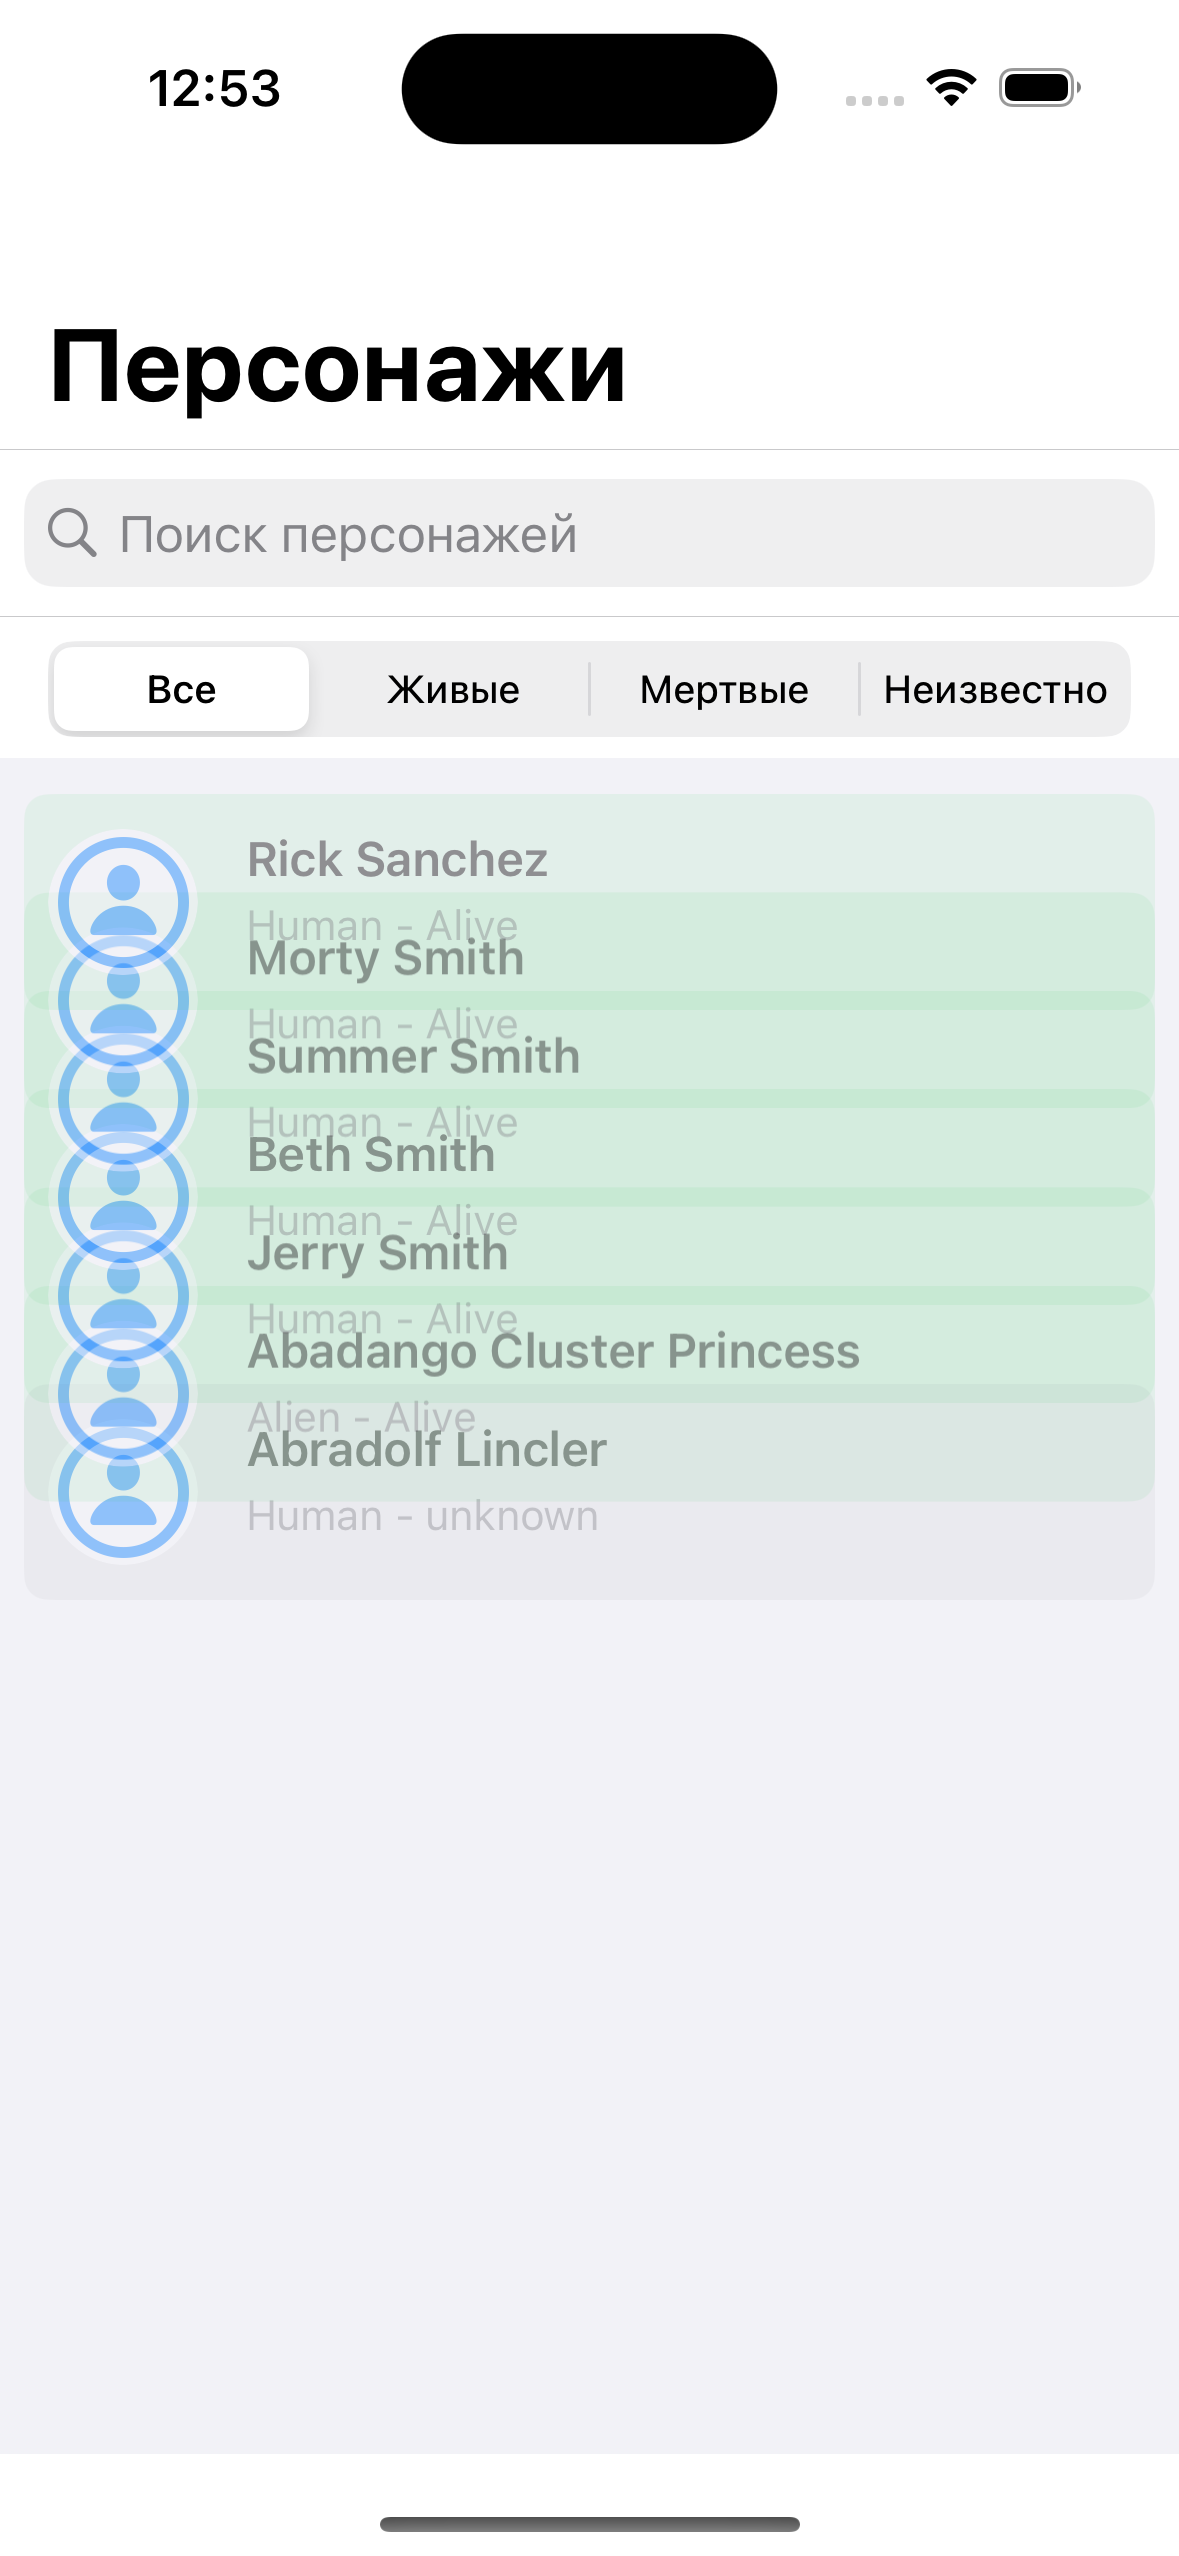 12:53
Персонажи
Поиск персонажей
Все Живые Мертвые Неизвестно
Rick Sanchez
Human - Alive
Morty Smith
Human - Alive
Summer Smith
Human - Alive
Beth Smith
Human - Alive
Jerry Smith
Human - Alive
Abadango Cluster Princess
Alien - Alive
Abradolf Lincler
Human - unknown